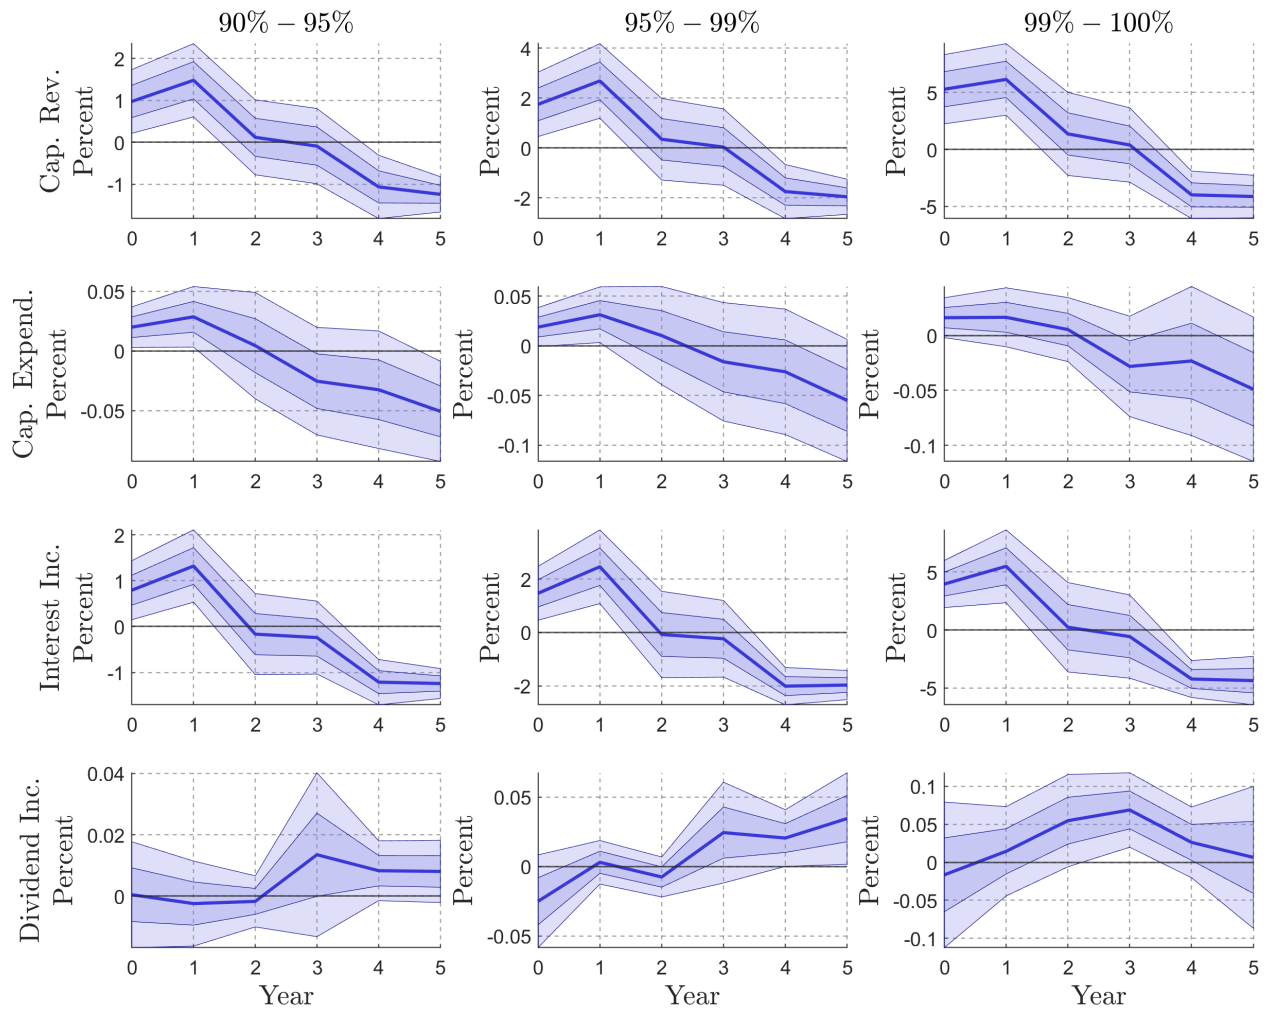 90% − 95%
95% − 99%
99% − 100%
Cap. Rev.
Percent
2
1
0
-1
0 1 2 3 4 5
Percent
4
2
0
-2
0 1 2 3 4 5
Percent
5
0
-5
0 1 2 3 4 5
Cap. Expend.
Percent
0.05
0
-0.05
0 1 2 3 4 5
Percent
0.05
0
-0.05
-0.1
0 1 2 3 4 5
Percent
0
-0.05
-0.1
0 1 2 3 4 5
Interest Inc.
Percent
2
1
0
-1
0 1 2 3 4 5
Percent
2
0
-2
0 1 2 3 4 5
Percent
5
0
-5
0 1 2 3 4 5
Dividend Inc.
Percent
0.04
0.02
0
0 1 2 3 4 5
Year
Percent
0.05
0
-0.05
0 1 2 3 4 5
Year
Percent
0.1
0.05
0
-0.05
-0.1
0 1 2 3 4 5
Year